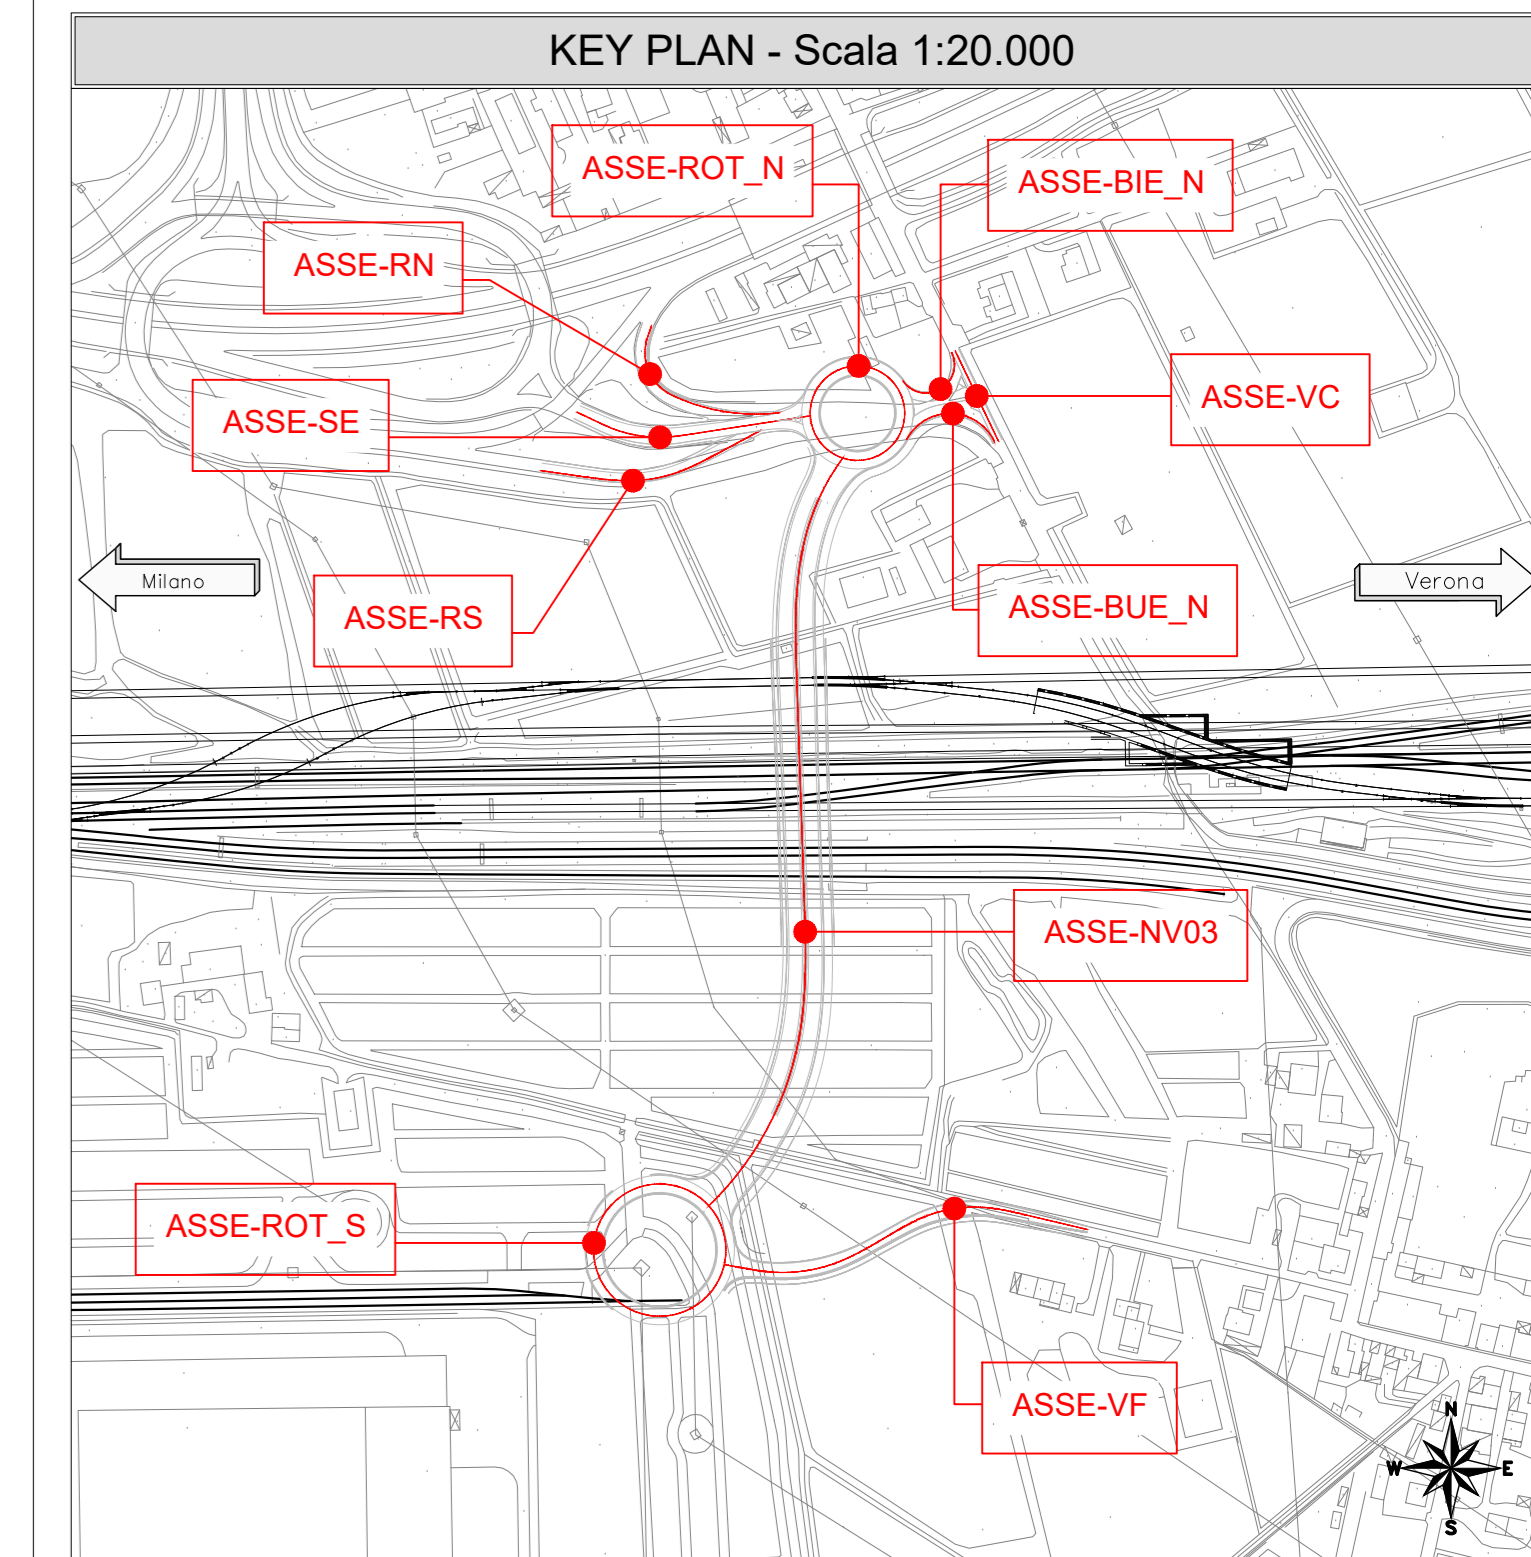 KEY PLAN - Scala 1:20.000
ASSE-ROT_N
ASSE-BIE_N
ASSE-RN
ASSE-VC
ASSE-SE
Milano
Verona
ASSE-RS
ASSE-BUE_N
ASSE-NV03
ASSE-ROT_S
ASSE-VF
N
W
E
S